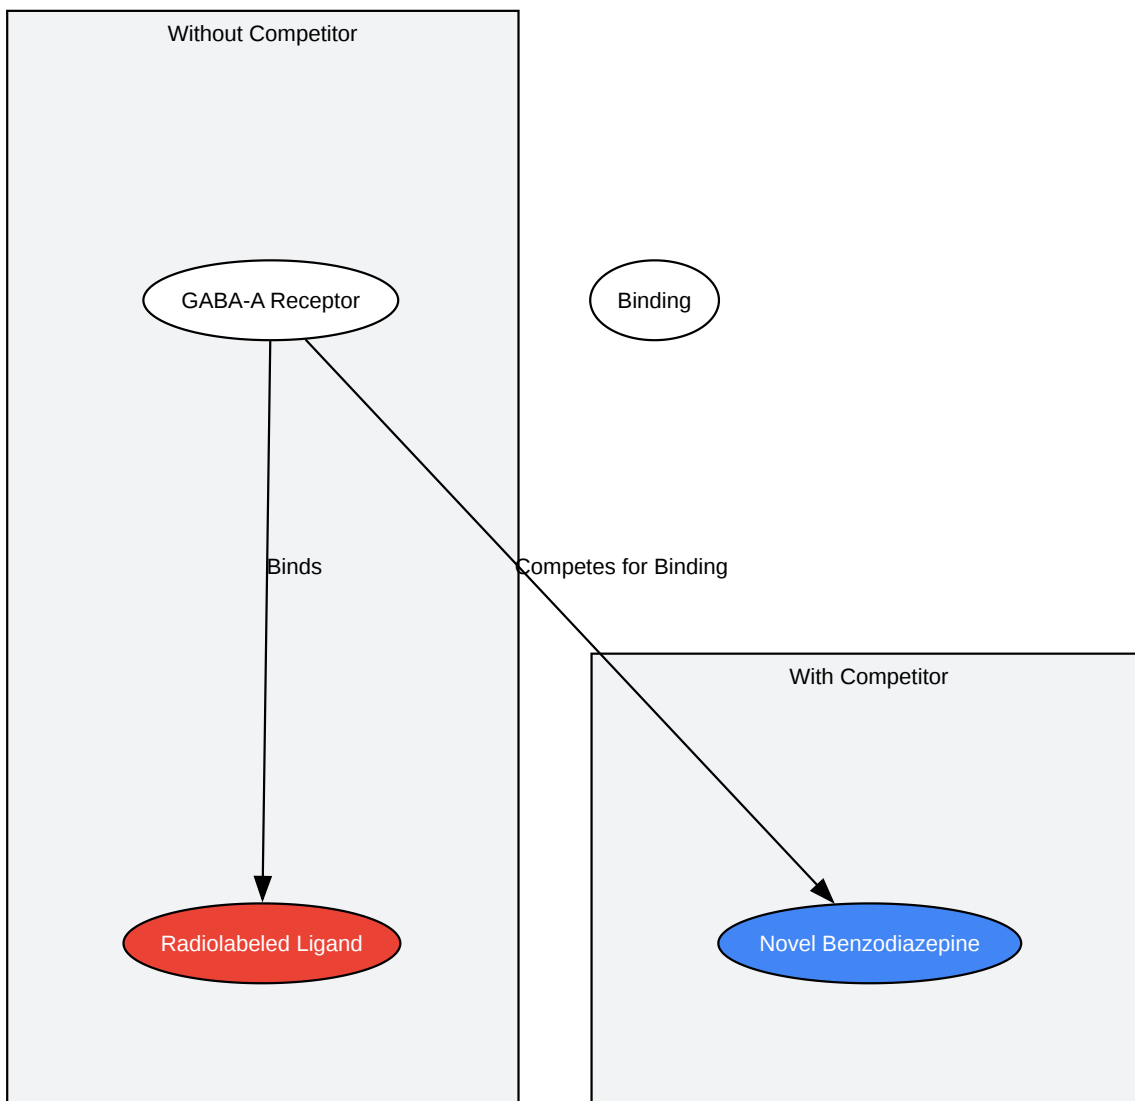 Without Competitor
GABA-A Receptor
Binding
Binds
Competes for Binding
With Competitor
Radiolabeled Ligand
Novel Benzodiazepine